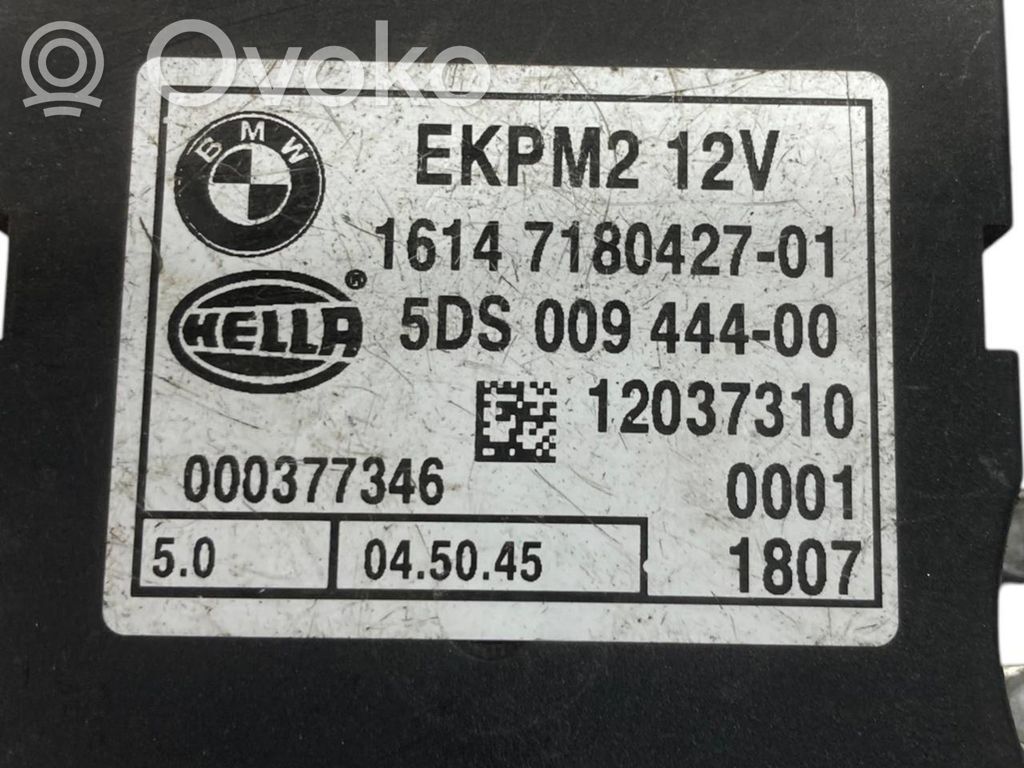 Ovoko
BMW
EKPM2 12V
1614 7180427-01
HELLA ®
5DS 009 444-00
12037310
000377346
0001
5.0
04.50.45
1807